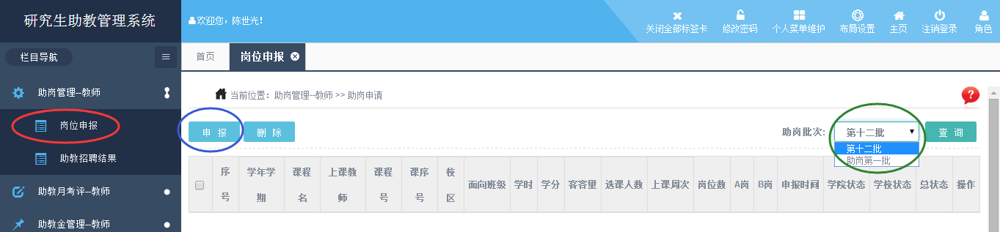 研究生助教管理系统
欢迎您，陈世光！
关闭全部标签卡 修改密码 个人菜单维护 布局设置 主页 注销登录 角色
栏目导航
首页 岗位申报
助岗管理--教师
岗位申报
助教招聘结果
助教月考评--教师
助教金管理--教师
当前位置：助岗管理--教师 >> 助岗申请
?
申 报 删 除
助岗批次: 第十二批 查 询
第十二批
助岗第一批
序号 学年学期 课程名 上课教师 课程号 课序号 校区 面向班级 学时 学分 客容量 选课人数 上课周次 岗位数 A岗 B岗 申报时间 学院状态 学校状态 总状态 操作